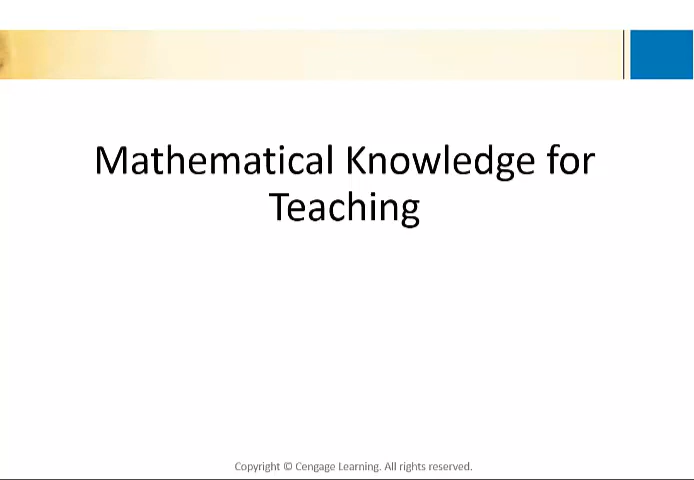 Mathematical Knowledge for
Teaching
Copyright © Cengage Learning. All rights reserved.